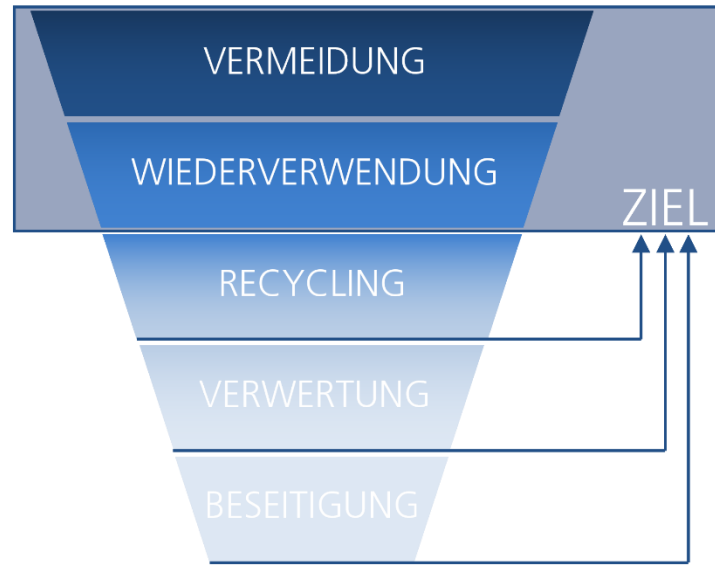 VERMEIDUNG
WIEDERVERWENDUNG
ZIEL
RECYCLING
VERWERTUNG
BESEITIGUNG